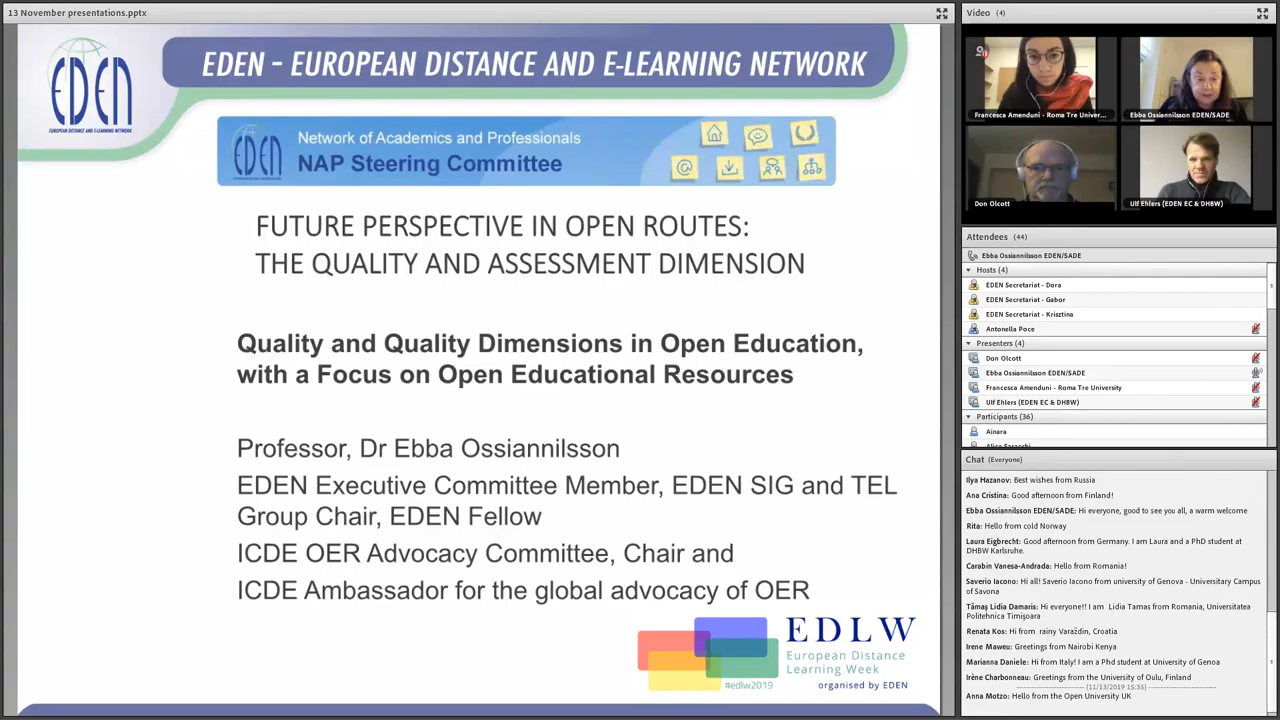 13 November presentations.pptx
EDEN
EUROPEAN DISTANCE AND E-LEARNING NETWORK
EDEN – EUROPEAN DISTANCE AND E-LEARNING NETWORK
EDEN
Network of Academics and Professionals
NAP Steering Committee
@
FUTURE PERSPECTIVE IN OPEN ROUTES:
THE QUALITY AND ASSESSMENT DIMENSION
Quality and Quality Dimensions in Open Education,
with a Focus on Open Educational Resources
Professor, Dr Ebba Ossiannilsson
EDEN Executive Committee Member, EDEN SIG and TEL
Group Chair, EDEN Fellow
ICDE OER Advocacy Committee, Chair and
ICDE Ambassador for the global advocacy of OER
EDLW
European Distance
Learning Week
#edlw2019
organised by EDEN
Video (4)
Francesca Amenduni - Roma Tre Univer...
Ebba Ossiannilsson EDEN/SADE
Don Olcott
Ulf Ehlers (EDEN EC & DHBW)
Attendees (44)
Ebba Ossiannilsson EDEN/SADE
Hosts (4)
EDEN Secretariat - Dora
EDEN Secretariat - Gabor
EDEN Secretariat - Krisztina
Antonella Poce
Presenters (4)
Don Olcott
Ebba Ossiannilsson EDEN/SADE
Francesca Amenduni - Roma Tre University
Ulf Ehlers (EDEN EC & DHBW)
Participants (36)
Ainara
Chat (Everyone)
Ilya Hazanov: Best wishes from Russia
Ana Cristina: Good afternoon from Finland!
Ebba Ossiannilsson EDEN/SADE: Hi everyone, good to see you all, a warm welcome
Rita: Hello from cold Norway
Laura Eigbrecht: Good afternoon from Germany. I am Laura and a PhD student at
DHBW Karlsruhe.
Carabin Vanesa-Andrada: Hello from Romania!
Saverio Iacono: Hi all! Saverio Iacono from university of Genova - Universitary Campus
of Savona
Tămaș Lidia Damaris: Hi everyone!! I am Lidia Tamas from Romania, Universitatea
Politehnica Timișoara
Renata Kos: Hi from rainy Varaždin, Croatia
Irene Maweu: Greetings from Nairobi Kenya
Marianna Daniele: Hi from Italy! I am a Phd student at University of Genoa
Irène Charbonneau: Greetings from the University of Oulu, Finland
(11/13/2019 15:35)
Anna Motzo: Hello from the Open University UK